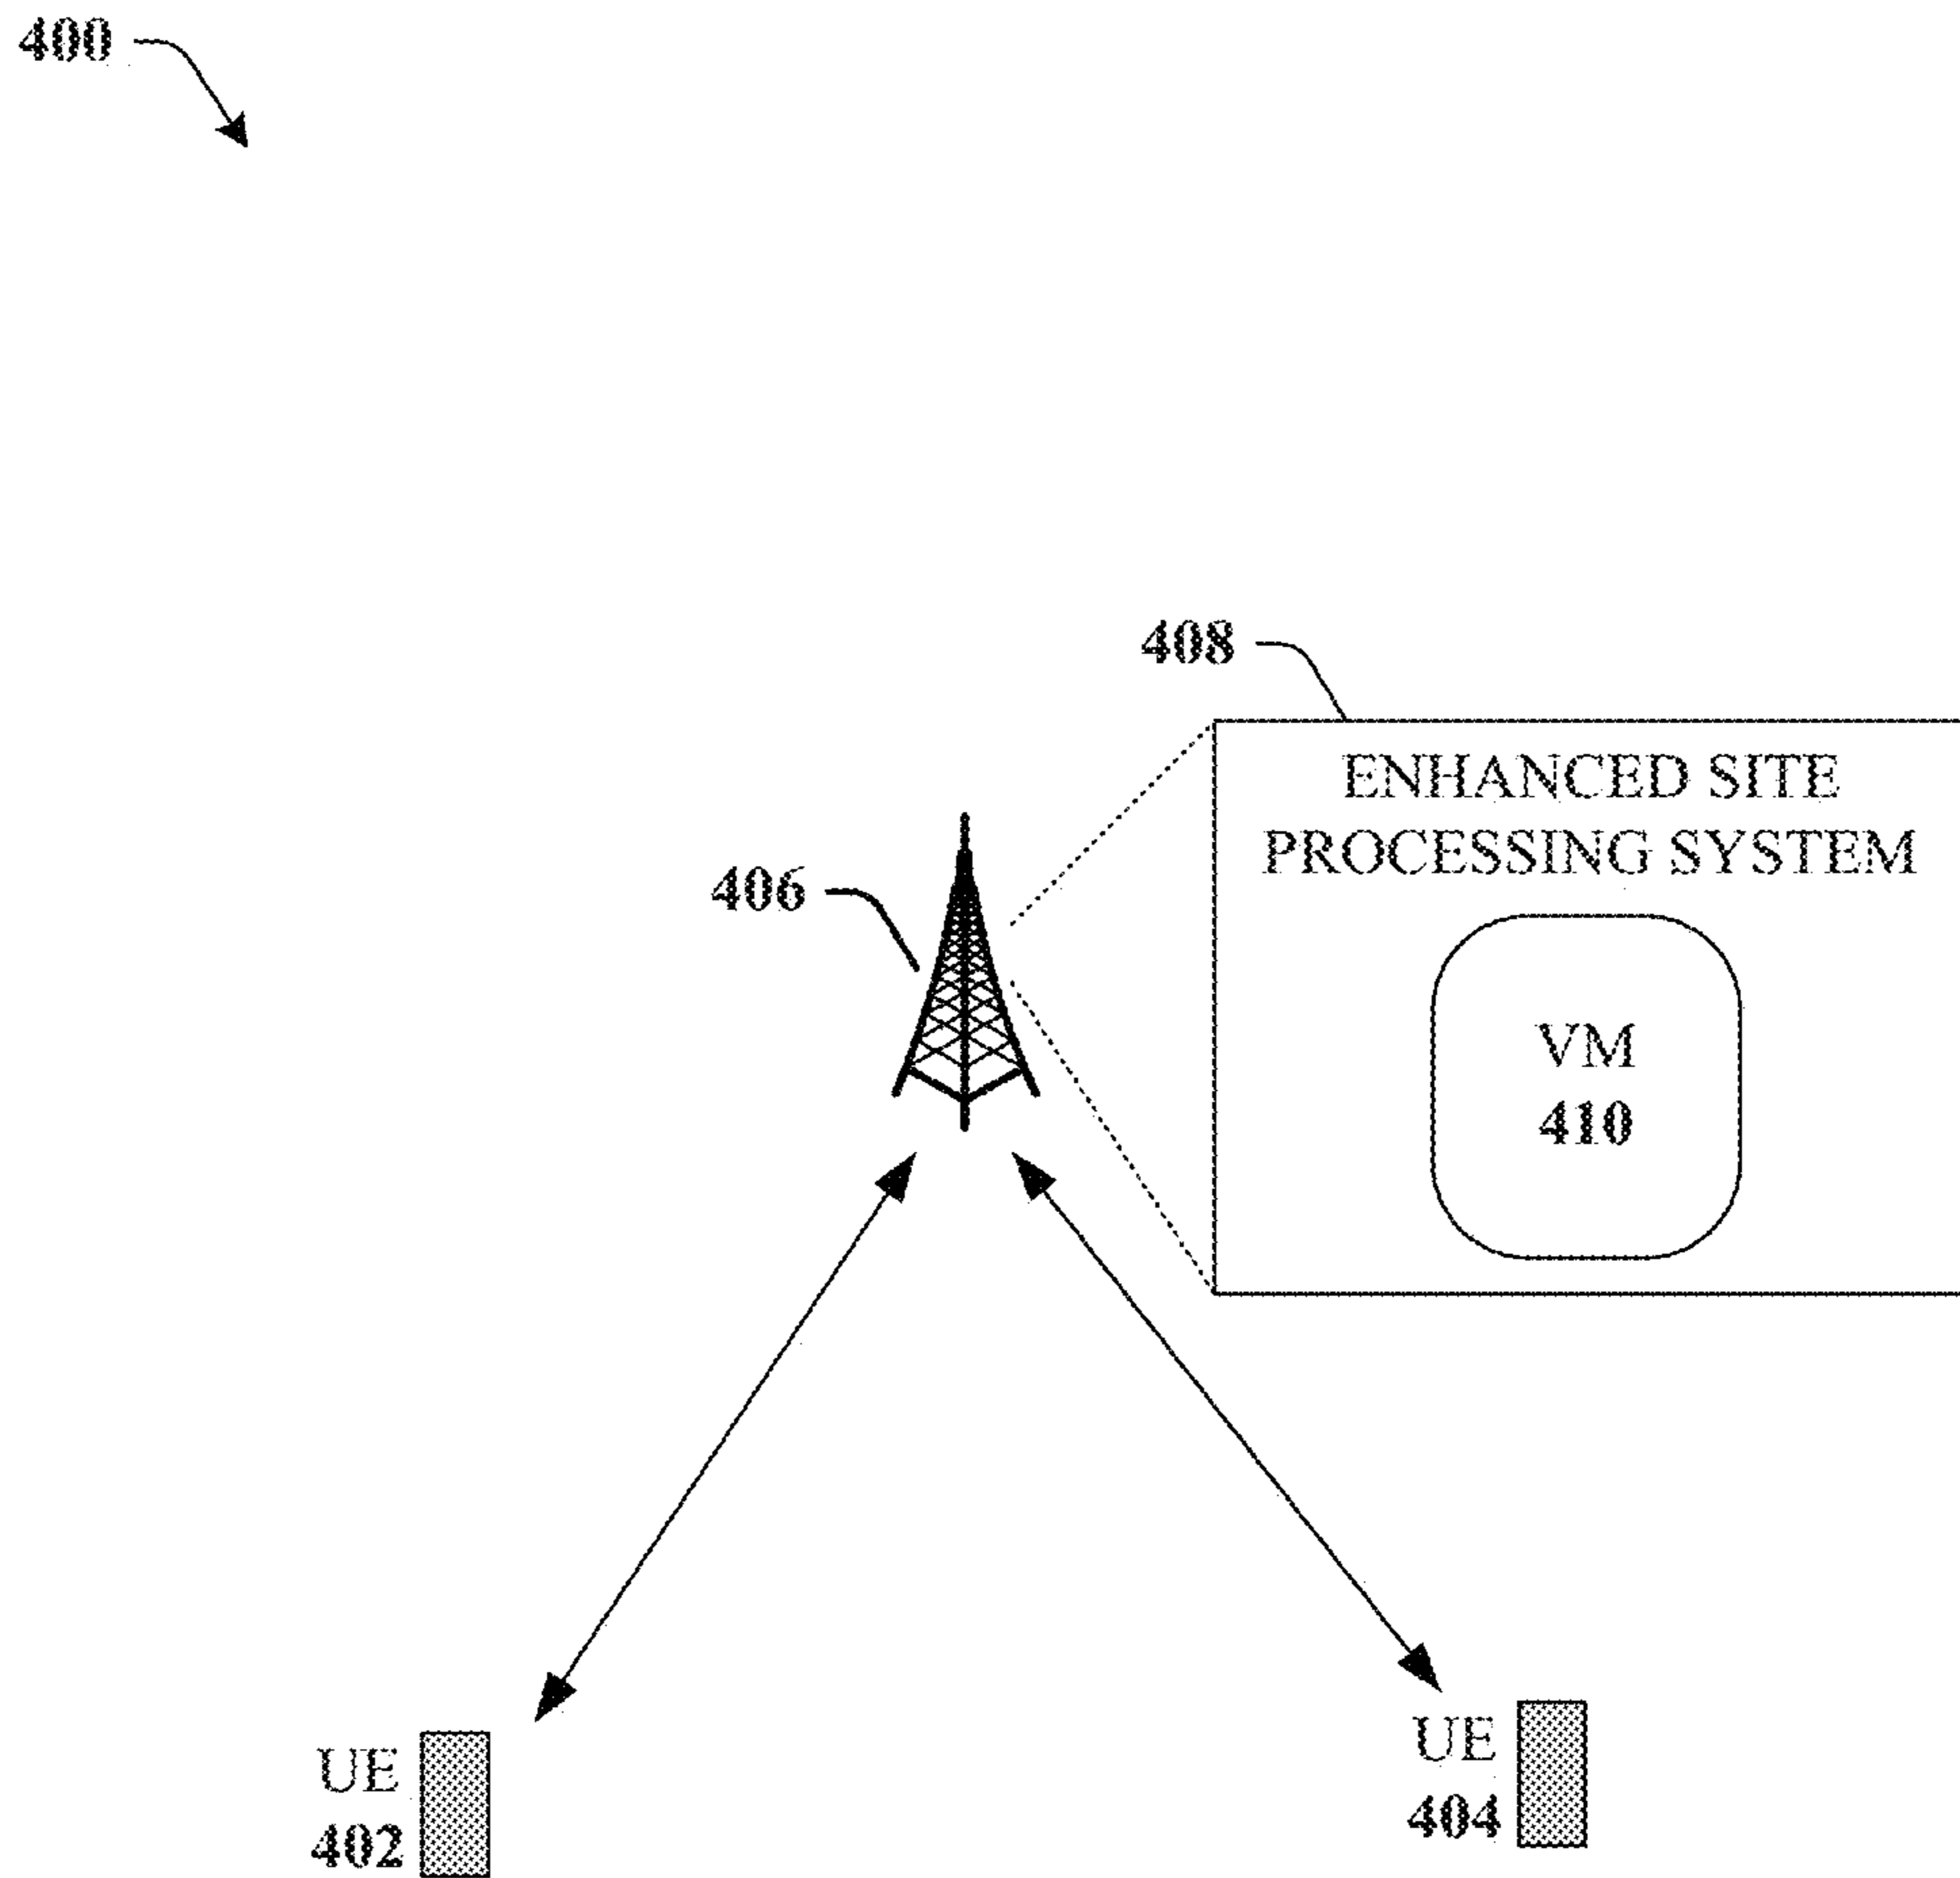 400
408
ENHANCED SITE
PROCESSING SYSTEM
406
VM
410
UE
402
UE
404